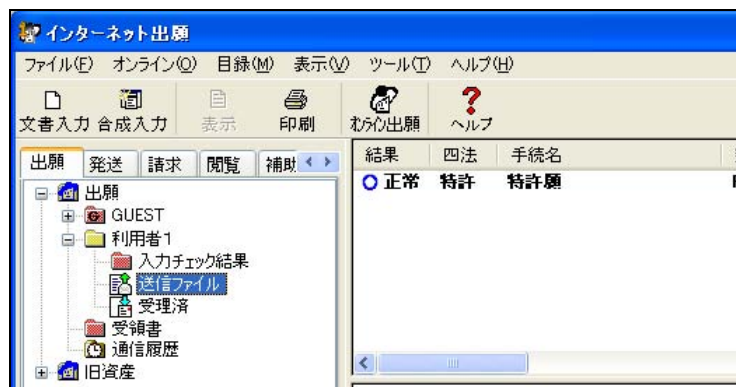 インターネット出願
ファイル(F) オンライン(O) 目録(M) 表示(V) ツール(T) ヘルプ(H)
文書入力 合成入力 表示 印刷 オンライン出願 ヘルプ
出願 発送 請求 閲覧 補助
結果 四法 手続名
正常 特許 特許願
出願
GUEST
利用者1
入力チェック結果
送信ファイル
受理済
受領書
通信履歴
旧資産